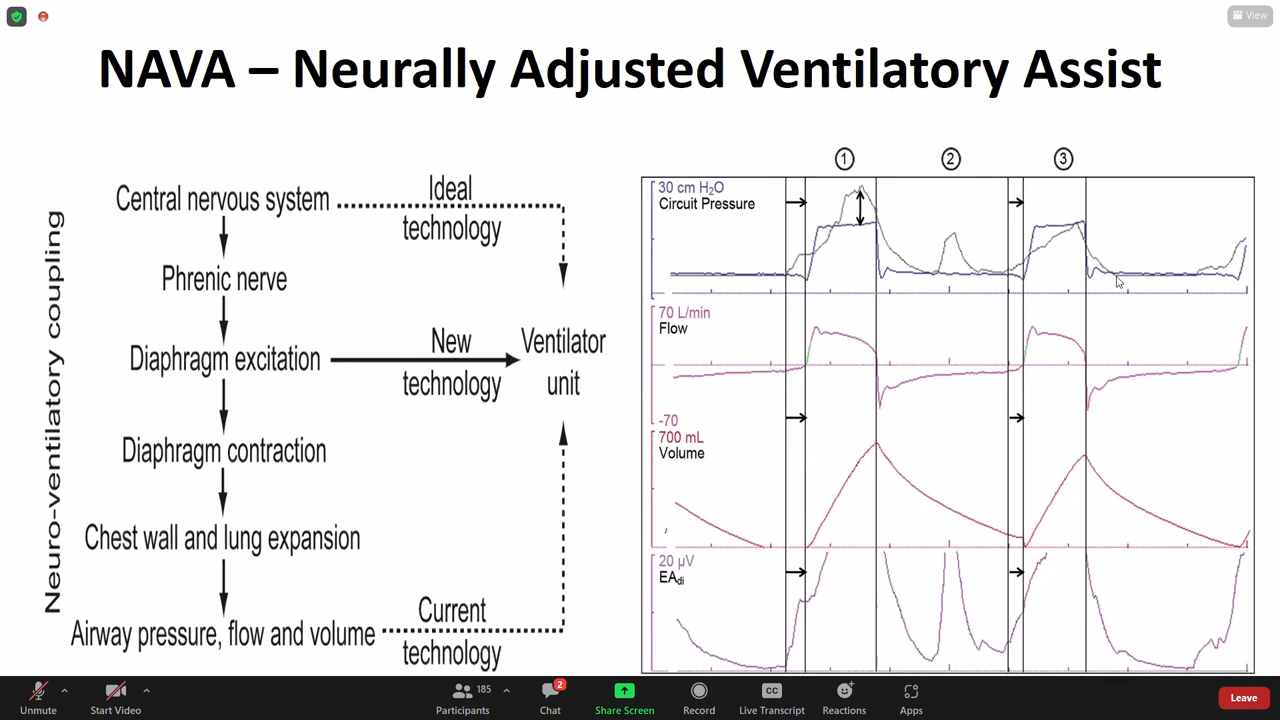 View
NAVA – Neurally Adjusted Ventilatory Assist
Neuro-ventilatory coupling
Central nervous system
Ideal
technology
Phrenic nerve
Diaphragm excitation
New
technology
Ventilator
unit
Diaphragm contraction
Chest wall and lung expansion
Airway pressure, flow and volume
Current
technology
1
2
3
30 cm H₂O
Circuit Pressure
70 L/min
Flow
-70
700 mL
Volume
20 µV
EAdi
Unmute
Start Video
185
Participants
2
Chat
Share Screen
Record
CC
Live Transcript
Reactions
Apps
Leave